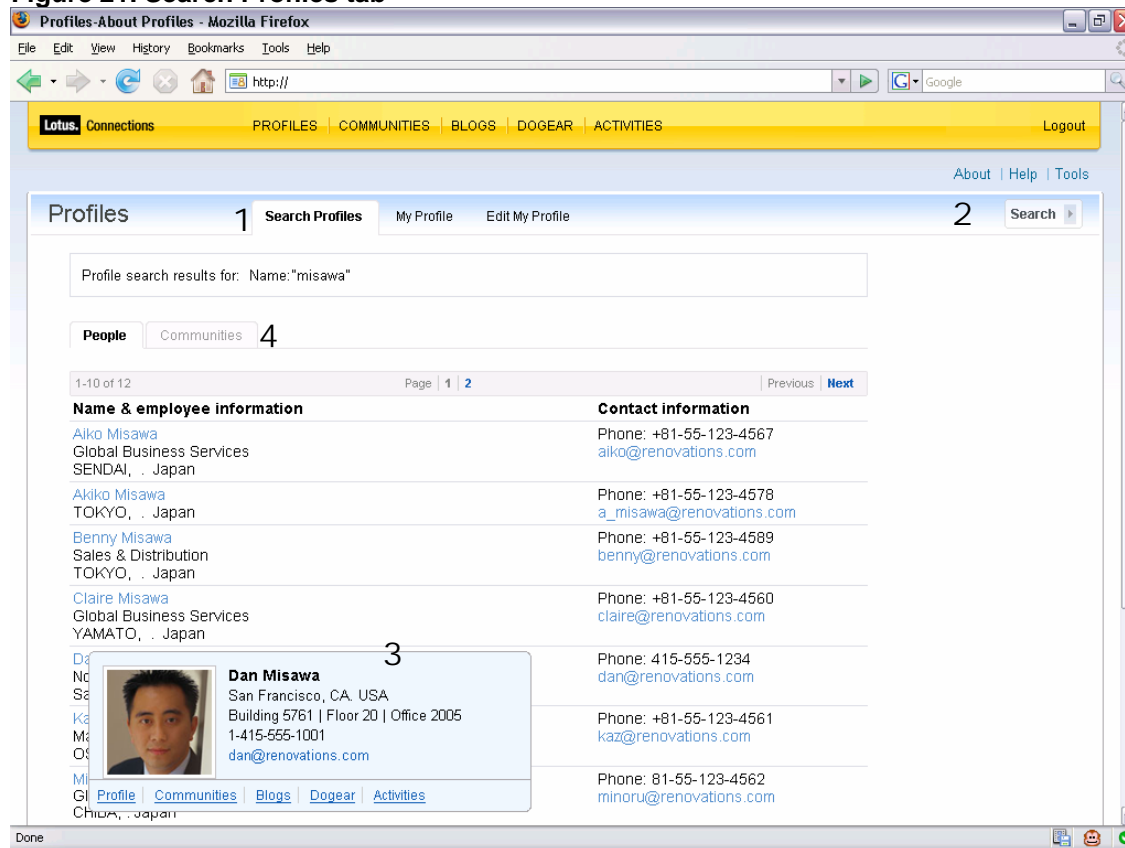 Figure 21. Search Profiles tab
Profiles-About Profiles - Mozilla Firefox
File Edit View History Bookmarks Tools Help
http://
G Google
Lotus. Connections PROFILES | COMMUNITIES | BLOGS | DOGEAR | ACTIVITIES Logout
About | Help | Tools
Profiles 1 Search Profiles My Profile Edit My Profile 2 Search
Profile search results for: Name:"misawa"
People Communities 4
1-10 of 12 Page | 1 | 2 | Previous | Next
Name & employee information Contact information
Aiko Misawa Phone: +81-55-123-4567
Global Business Services aiko@renovations.com
SENDAI, . Japan
Akiko Misawa Phone: +81-55-123-4578
TOKYO, . Japan a_misawa@renovations.com
Benny Misawa Phone: +81-55-123-4589
Sales & Distribution benny@renovations.com
TOKYO, . Japan
Claire Misawa Phone: +81-55-123-4560
Global Business Services claire@renovations.com
YAMATO, . Japan
3
Phone: 415-555-1234
dan@renovations.com
Dan Misawa
San Francisco, CA. USA
Building 5761 | Floor 20 | Office 2005
1-415-555-1001
dan@renovations.com
Profile | Communities | Blogs | Dogear | Activities
Phone: +81-55-123-4561
kaz@renovations.com
Phone: 81-55-123-4562
minoru@renovations.com
CHIBA, . Japan
Done